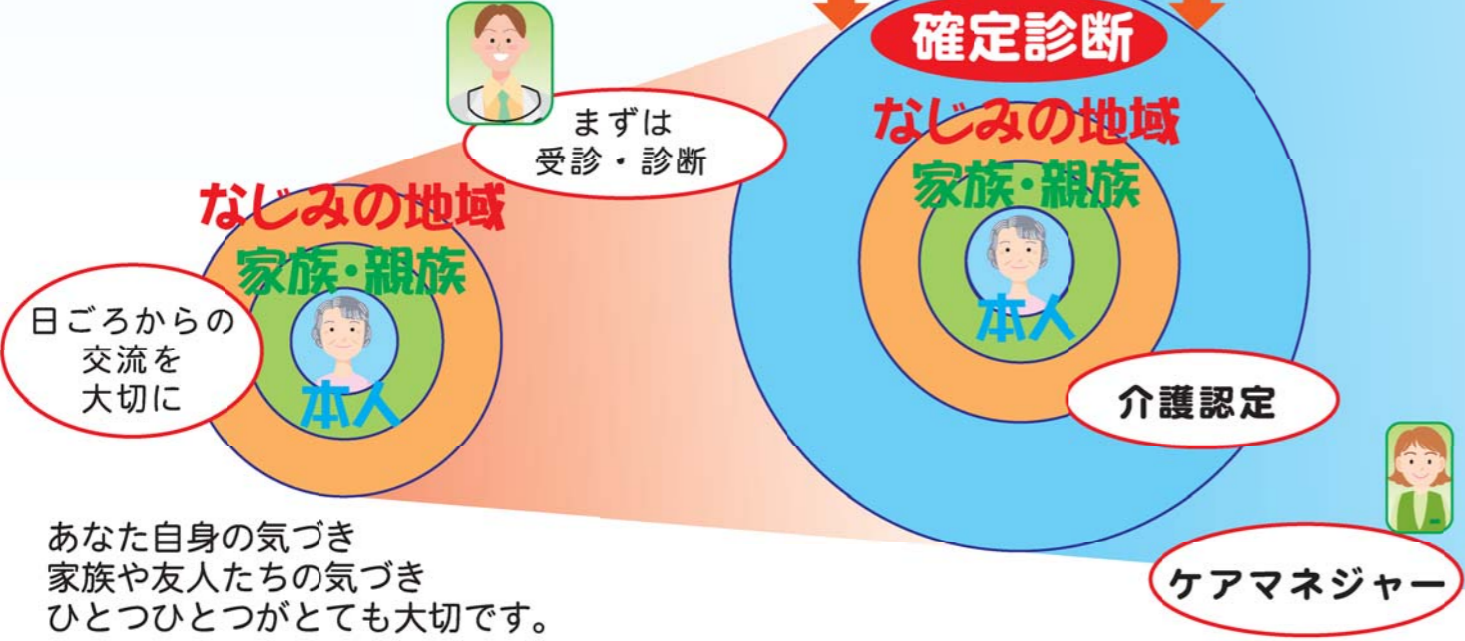 確定診断
なじみの地域
家族・親族
本人
まずは
受診・診断
なじみの地域
家族・親族
本人
日ごろからの
交流を
大切に
介護認定
ケアマネジャー
あなた自身の気づき
家族や友人たちの気づき
ひとつひとつがとても大切です。